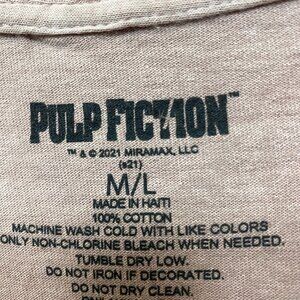 PULP FICTION™
™ & © 2021 MIRAMAX, LLC
(s21)
M/L
MADE IN HAITI
100% COTTON
MACHINE WASH COLD WITH LIKE COLORS
ONLY NON-CHLORINE BLEACH WHEN NEEDED.
TUMBLE DRY LOW.
DO NOT IRON IF DECORATED.
DO NOT DRY CLEAN.